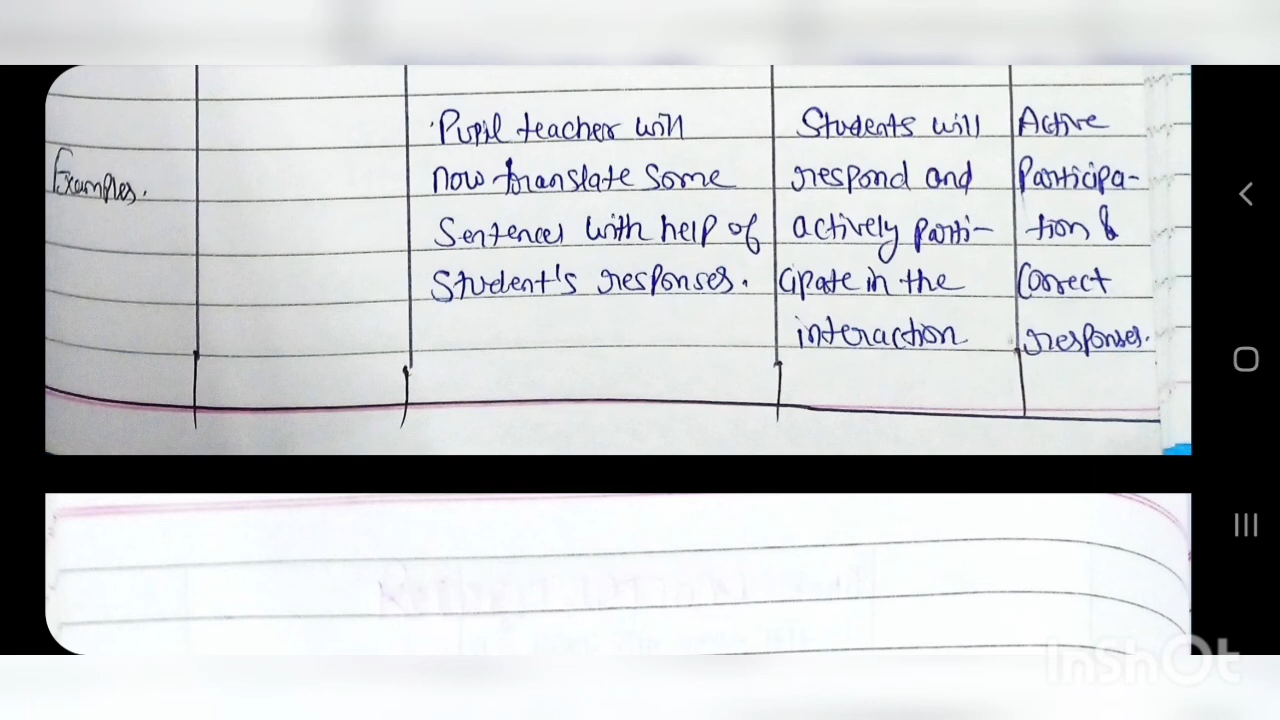 Examples.
Pupil teacher will
now translate some
Sentences with help of
Student's responses.
Students will
respond and
actively parti-
cipate in the
interaction
Active
Participa-
tion &
Correct
responses.
InShOt